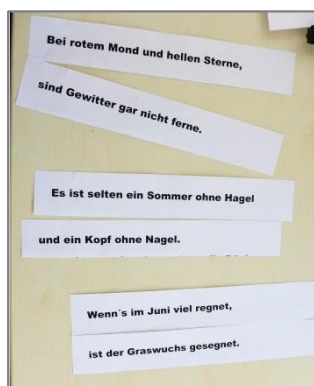 Bei rotem Mond und hellen Sterne,
sind Gewitter gar nicht ferne.
Es ist selten ein Sommer ohne Hagel
und ein Kopf ohne Nagel.
Wenn´s im Juni viel regnet,
ist der Graswuchs gesegnet.